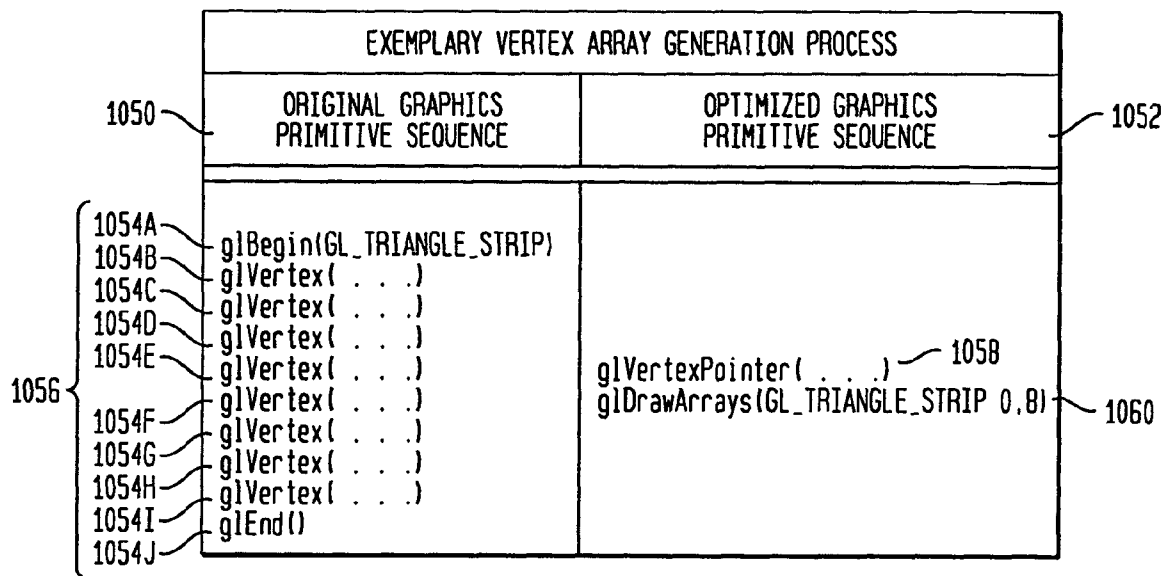 EXEMPLARY VERTEX ARRAY GENERATION PROCESS
1050
ORIGINAL GRAPHICS
PRIMITIVE SEQUENCE
OPTIMIZED GRAPHICS
PRIMITIVE SEQUENCE
1052
1056
1054A
glBegin(GL_TRIANGLE_STRIP)
1054B
glVertex( . . .)
1054C
glVertex( . . .)
1054D
glVertex( . . .)
1054E
glVertex( . . .)
1054F
glVertex( . . .)
1054G
glVertex( . . .)
1054H
glVertex( . . .)
1054I
glVertex( . . .)
1054J
glEnd()
glVertexPointer( . . .)
1058
glDrawArrays(GL_TRIANGLE_STRIP 0,8)
1060